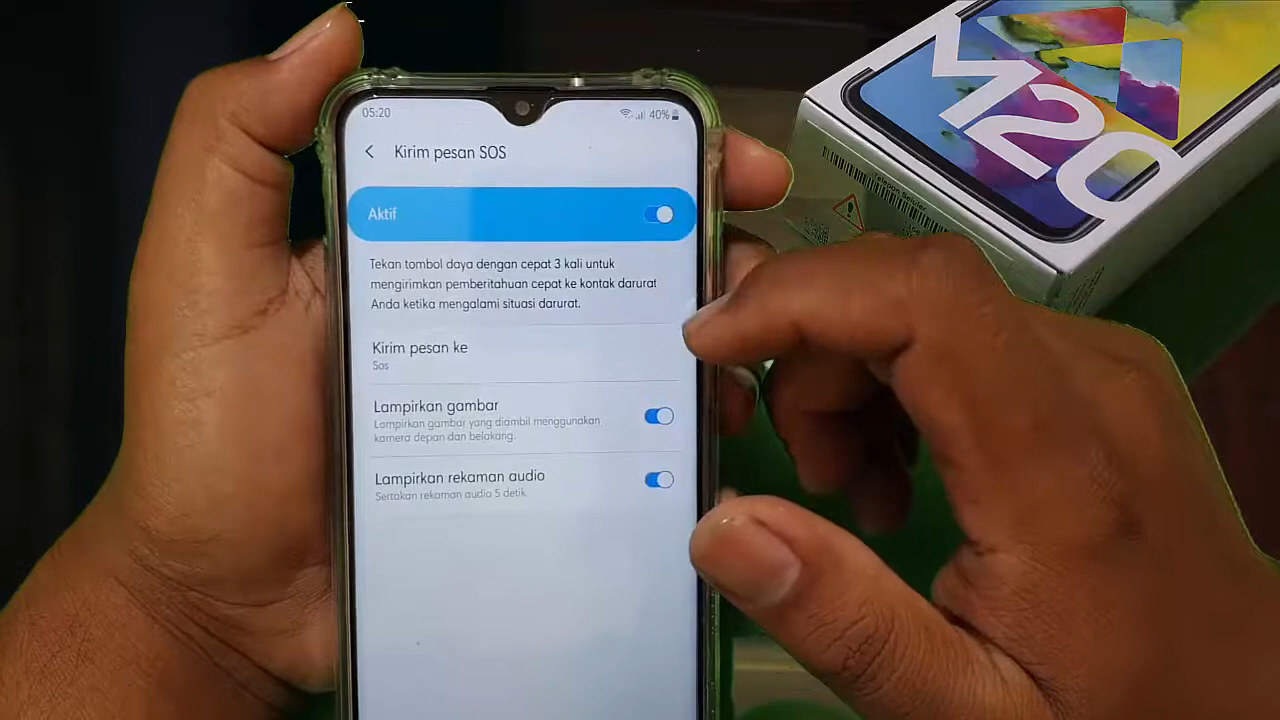 05:20
40%
Kirim pesan SOS
Aktif
Tekan tombol daya dengan cepat 3 kali untuk
mengirimkan pemberitahuan cepat ke kontak darurat
Anda ketika mengalami situasi darurat.
Kirim pesan ke
Sos
Lampirkan gambar
Lampirkan gambar yang diambil menggunakan
kamera depan dan belakang.
Lampirkan rekaman audio
Sertakan rekaman audio 5 detik.
M20
Telepon Seluler